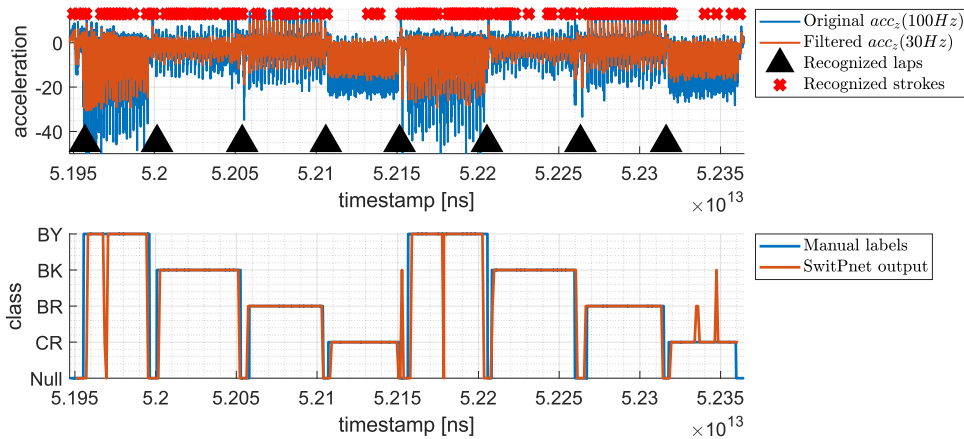 0
-20
-40
acceleration
5.195
5.2
5.205
5.21
5.215
5.22
5.225
5.23
5.235
timestamp [ns]
×10^13
Original acc_z(100Hz)
Filtered acc_z(30Hz)
Recognized laps
Recognized strokes
BY
BK
BR
CR
Null
class
5.195
5.2
5.205
5.21
5.215
5.22
5.225
5.23
5.235
timestamp [ns]
×10^13
Manual labels
SwitPnet output